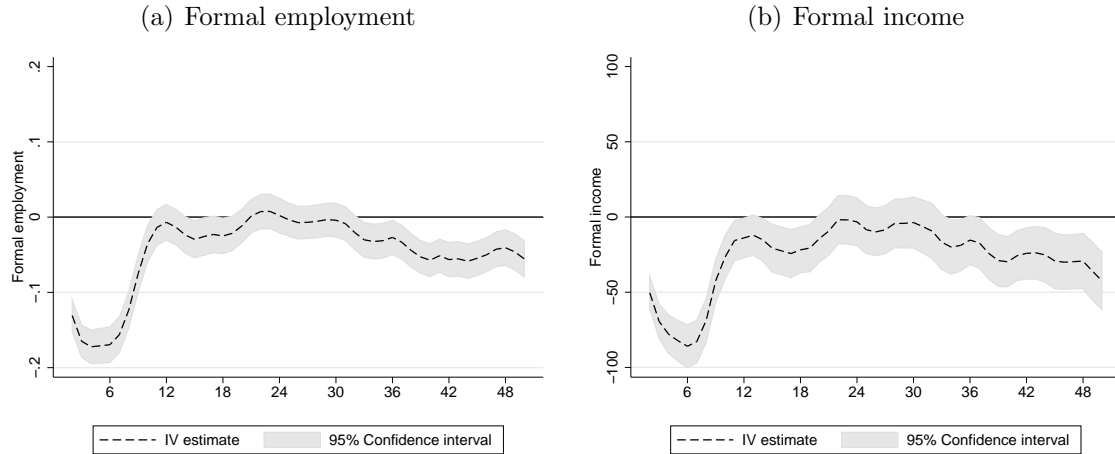 (a) Formal employment
Formal employment
.2
.1
0
-.1
-.2
6 12 18 24 30 36 42 48
IV estimate 95% Confidence interval
(b) Formal income
Formal income
100
50
0
-50
-100
6 12 18 24 30 36 42 48
IV estimate 95% Confidence interval